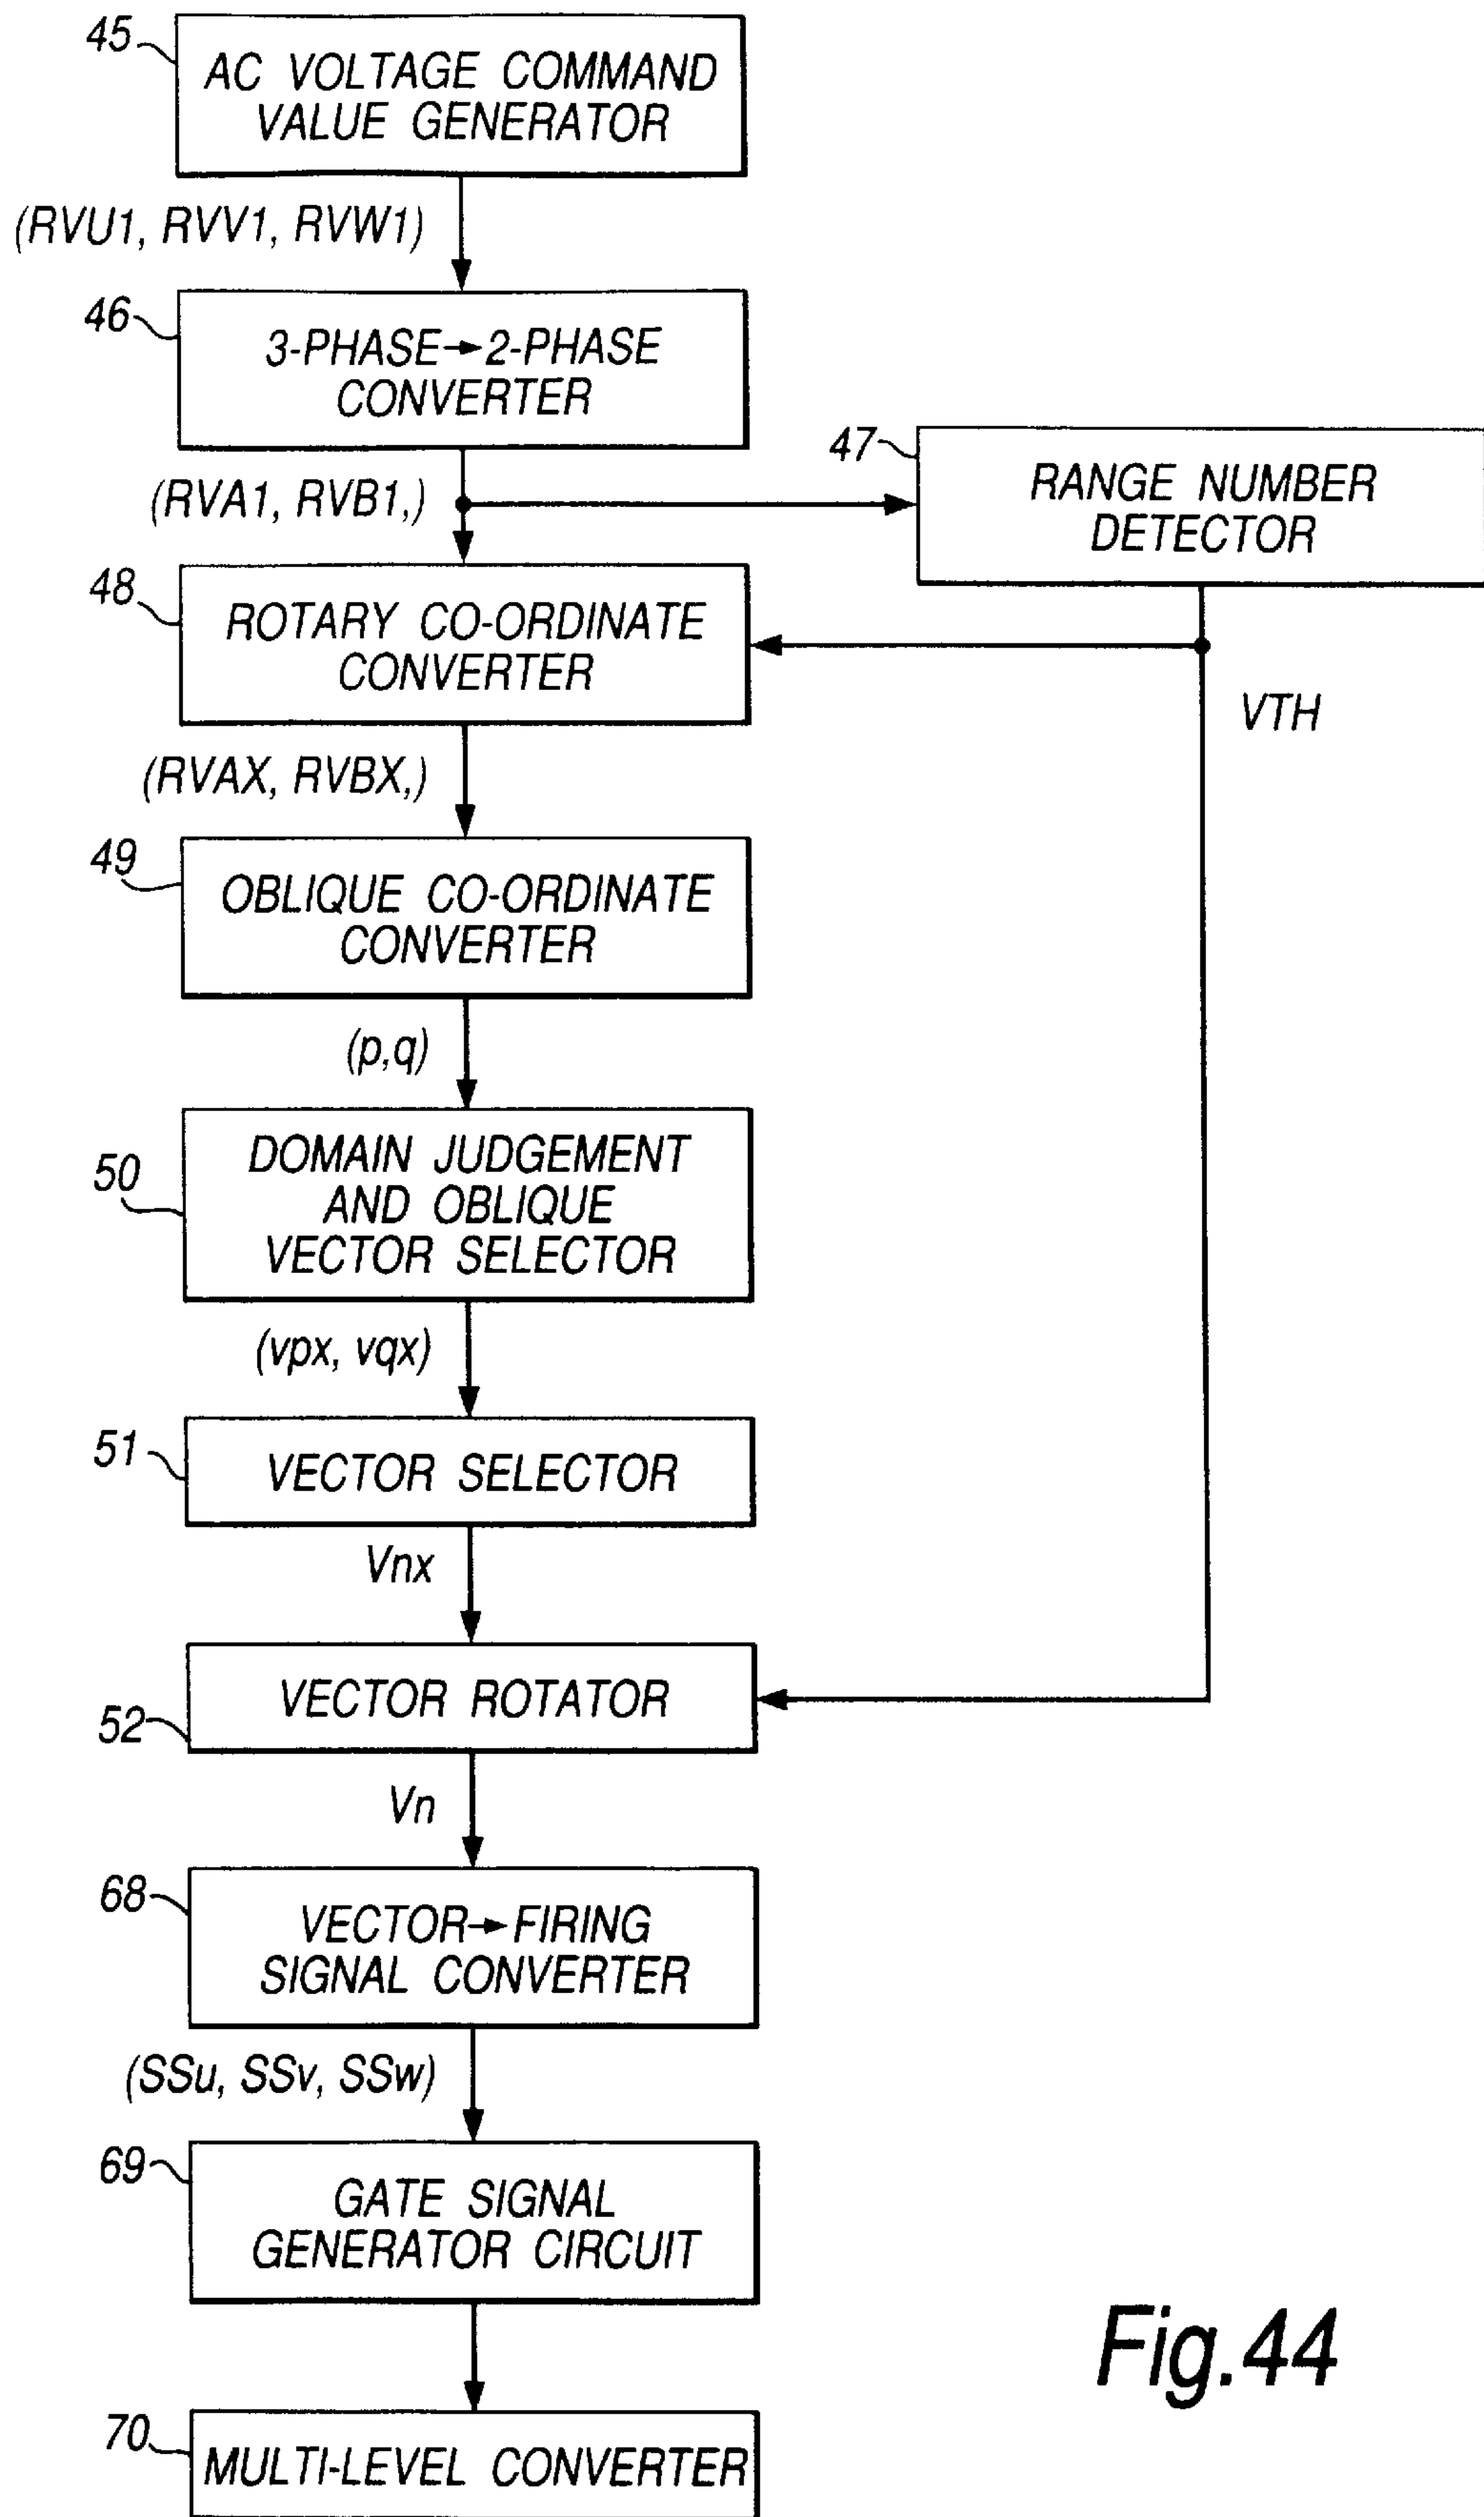 45
AC VOLTAGE COMMAND
VALUE GENERATOR
(RVU1, RVV1, RVW1)
46
3-PHASE→2-PHASE
CONVERTER
(RVA1, RVB1,)
47
RANGE NUMBER
DETECTOR
48
ROTARY CO-ORDINATE
CONVERTER
VTH
(RVAX, RVBX,)
49
OBLIQUE CO-ORDINATE
CONVERTER
(p,q)
50
DOMAIN JUDGEMENT
AND OBLIQUE
VECTOR SELECTOR
(vpx, vqx)
51
VECTOR SELECTOR
Vnx
VECTOR ROTATOR
52
Vn
68
VECTOR→FIRING
SIGNAL CONVERTER
(SSu, SSv, SSw)
69
GATE SIGNAL
GENERATOR CIRCUIT
70
MULTI-LEVEL CONVERTER
Fig.44